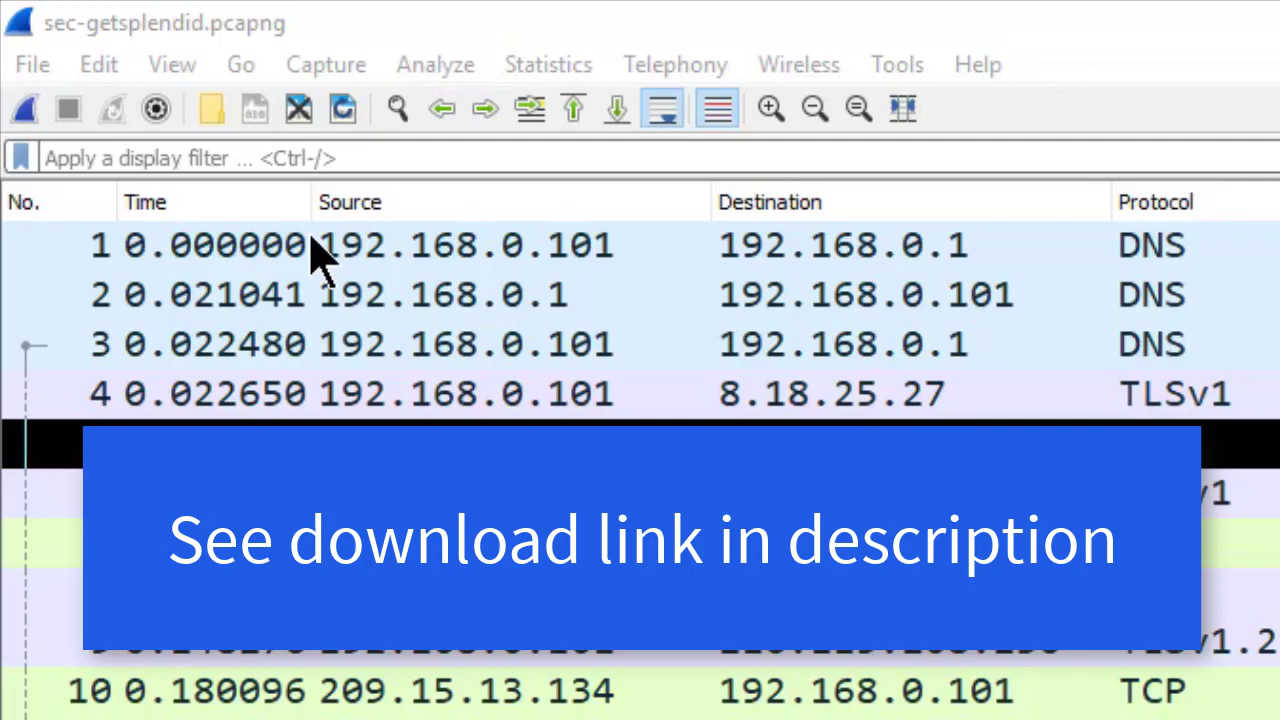 sec-getsplendid.pcapng
File Edit View Go Capture Analyze Statistics Telephony Wireless Tools Help
Apply a display filter ... <Ctrl-/>
No. Time Source Destination Protocol
1 0.000000 192.168.0.101 192.168.0.1 DNS
2 0.021041 192.168.0.1 192.168.0.101 DNS
3 0.022480 192.168.0.101 192.168.0.1 DNS
4 0.022650 192.168.0.101 8.18.25.27 TLSv1
See download link in description
10 0.180096 209.15.13.134 192.168.0.101 TCP